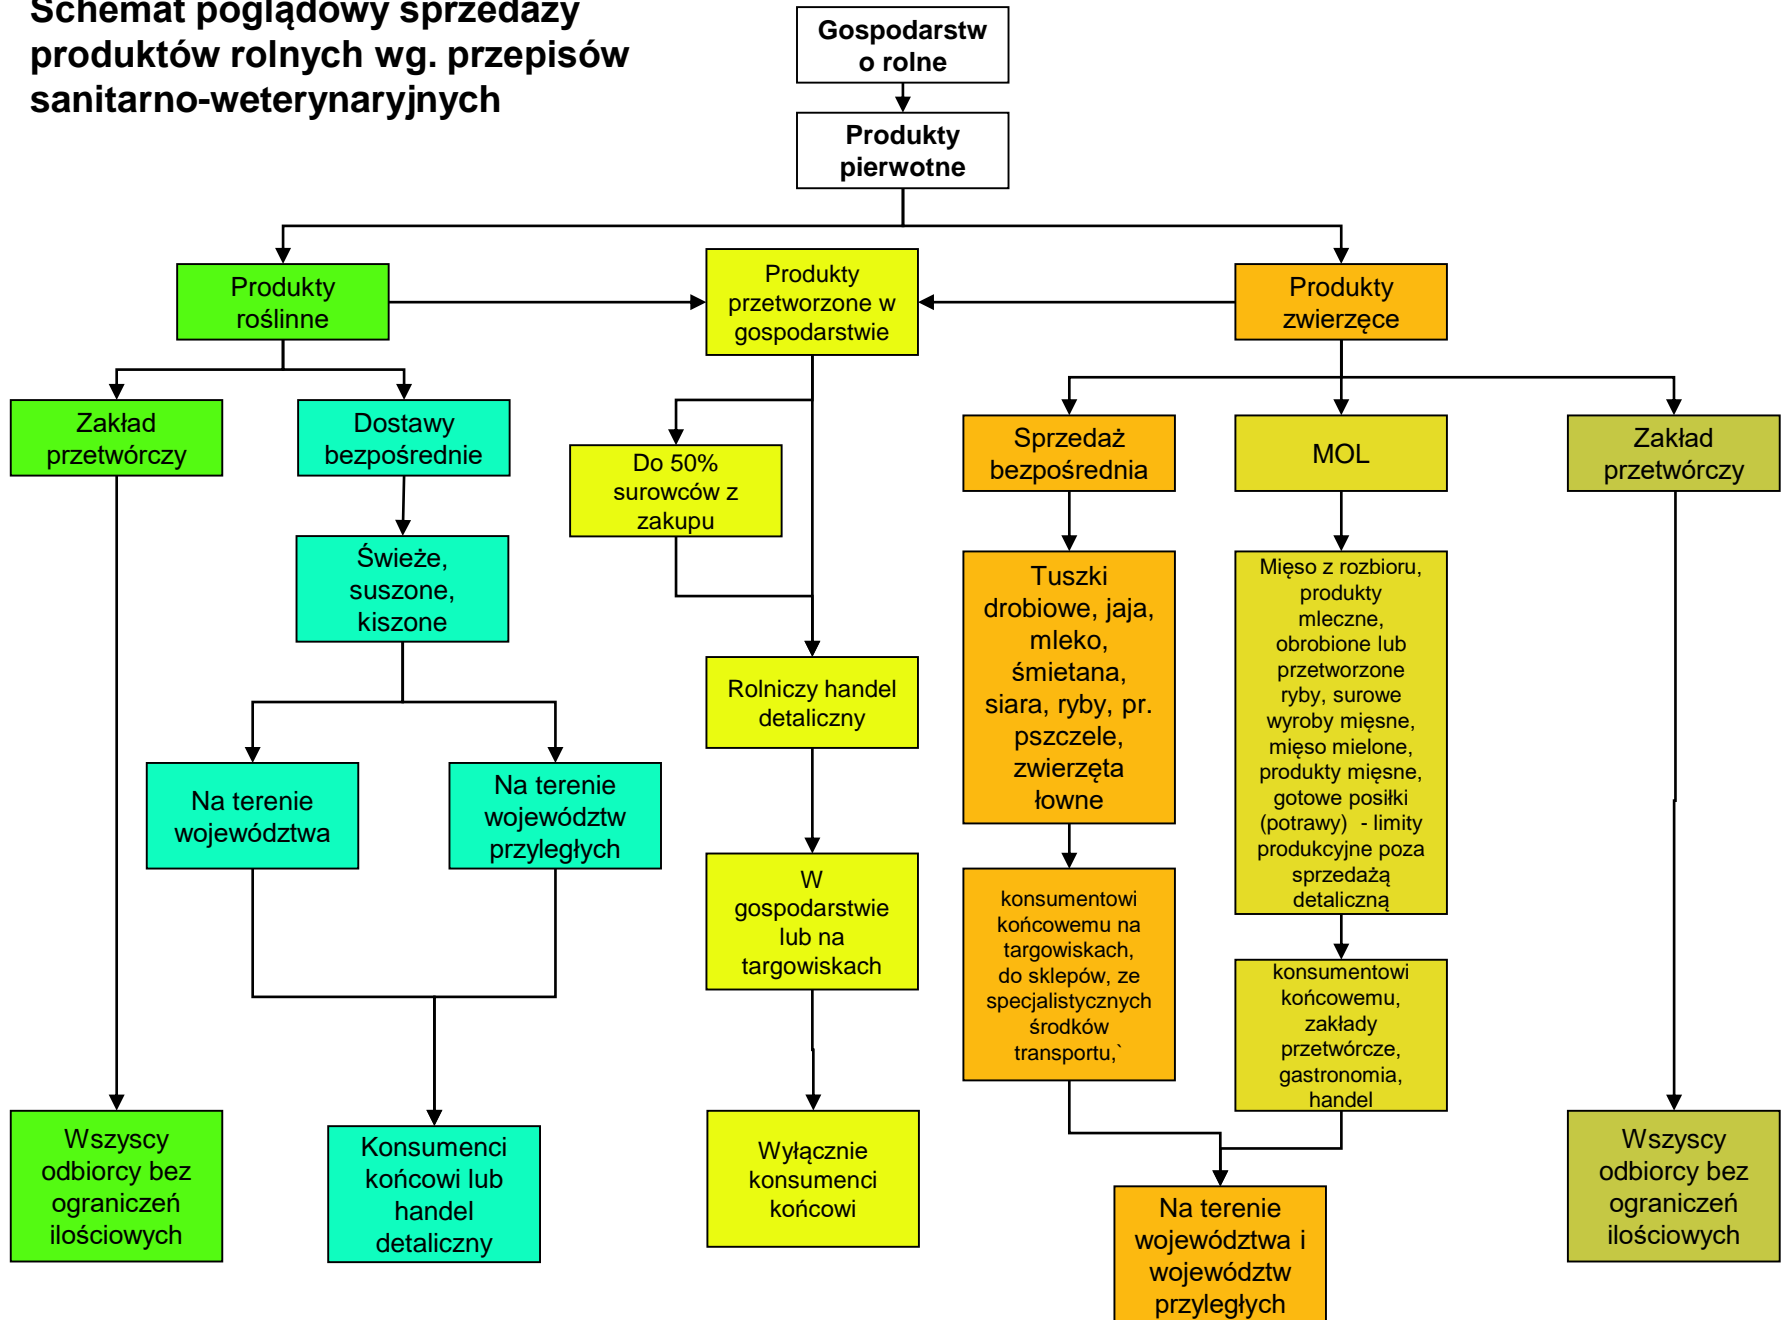 Schemat poglądowy sprzedaży
produktów rolnych wg. przepisów
sanitarno-weterynaryjnych
Gospodarstw
o rolne
Produkty
pierwotne
Produkty
roślinne
Produkty
przetworzone w
gospodarstwie
Produkty
zwierzęce
Zakład
przetwórczy
Dostawy
bezpośrednie
Do 50%
surowców z
zakupu
Sprzedaż
bezpośrednia
MOL
Zakład
przetwórczy
Świeże,
suszone,
kiszone
Tuszki
drobiowe, jaja,
mleko,
śmietana,
siara, ryby, pr.
pszczele,
zwierzęta
łowne
Mięso z rozbioru,
produkty
mleczne,
obrobione lub
przetworzone
ryby, surowe
wyroby mięsne,
mięso mielone,
produkty mięsne,
gotowe posiłki
(potrawy)  - limity
produkcyjne poza
sprzedażą
detaliczną
Rolniczy handel
detaliczny
Na terenie
województwa
Na terenie
województw
przyległych
W
gospodarstwie
lub na
targowiskach
konsumentowi
końcowemu na
targowiskach,
do sklepów, ze
specjalistycznych
środków
transportu,`
konsumentowi
końcowemu,
zakłady
przetwórcze,
gastronomia,
handel
Wszyscy
odbiorcy bez
ograniczeń
ilościowych
Konsumenci
końcowi lub
handel
detaliczny
Wyłącznie
konsumenci
końcowi
Na terenie
województwa i
województw
przyległych
Wszyscy
odbiorcy bez
ograniczeń
ilościowych